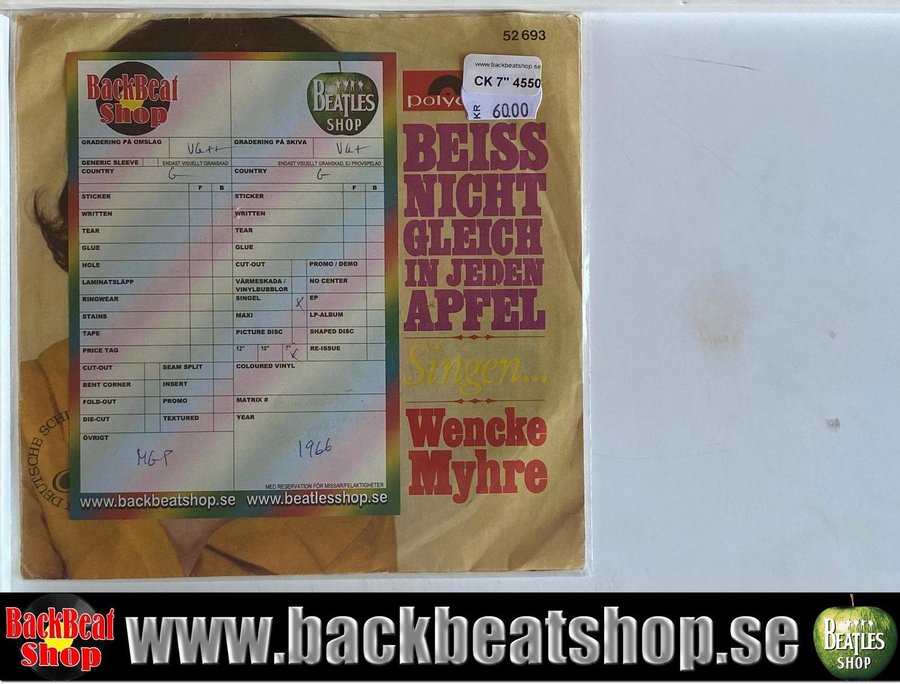 52 693
www.backbeatshop.se
CK 7" 4550
KR 60.00
BackBeat
Shop
BEATLES
SHOP
GRADERING PÅ OMSLAG VG++
GRADERING PÅ SKIVA VG+
GENERIC SLEEVE
ENDAST VISUELLT GRANSKAD
ENDAST VISUELLT GRANSKAD, EJ PROVSPELAD
COUNTRY G
COUNTRY G
F B
F B
STICKER
STICKER
WRITTEN
WRITTEN
TEAR
TEAR
GLUE
GLUE
HOLE
CUT-OUT
PROMO / DEMO
LAMINATSLÄPP
VÄRMESKADA /
VINYLBUBBLOR
NO CENTER
RINGWEAR
SINGEL X
EP
STAINS
MAXI
LP-ALBUM
TAPE
PICTURE DISC
SHAPED DISC
PRICE TAG
12" 10" 7" X
RE-ISSUE
CUT-OUT
SEAM SPLIT
COLOURED VINYL
BENT CORNER
INSERT
FOLD-OUT
PROMO
MATRIX #
DIE-CUT
TEXTURED
YEAR
ÖVRIGT
MGP
1966
MED RESERVATION FÖR MISSAR/FELAKTIGHETER
www.backbeatshop.se www.beatlesshop.se
BEISS
NICHT
GLEICH
IN JEDEN
APFEL
Singen...
Wencke
Myhre
DEUTSCHE
BackBeat
Shop
www.backbeatshop.se
BEATLES
SHOP